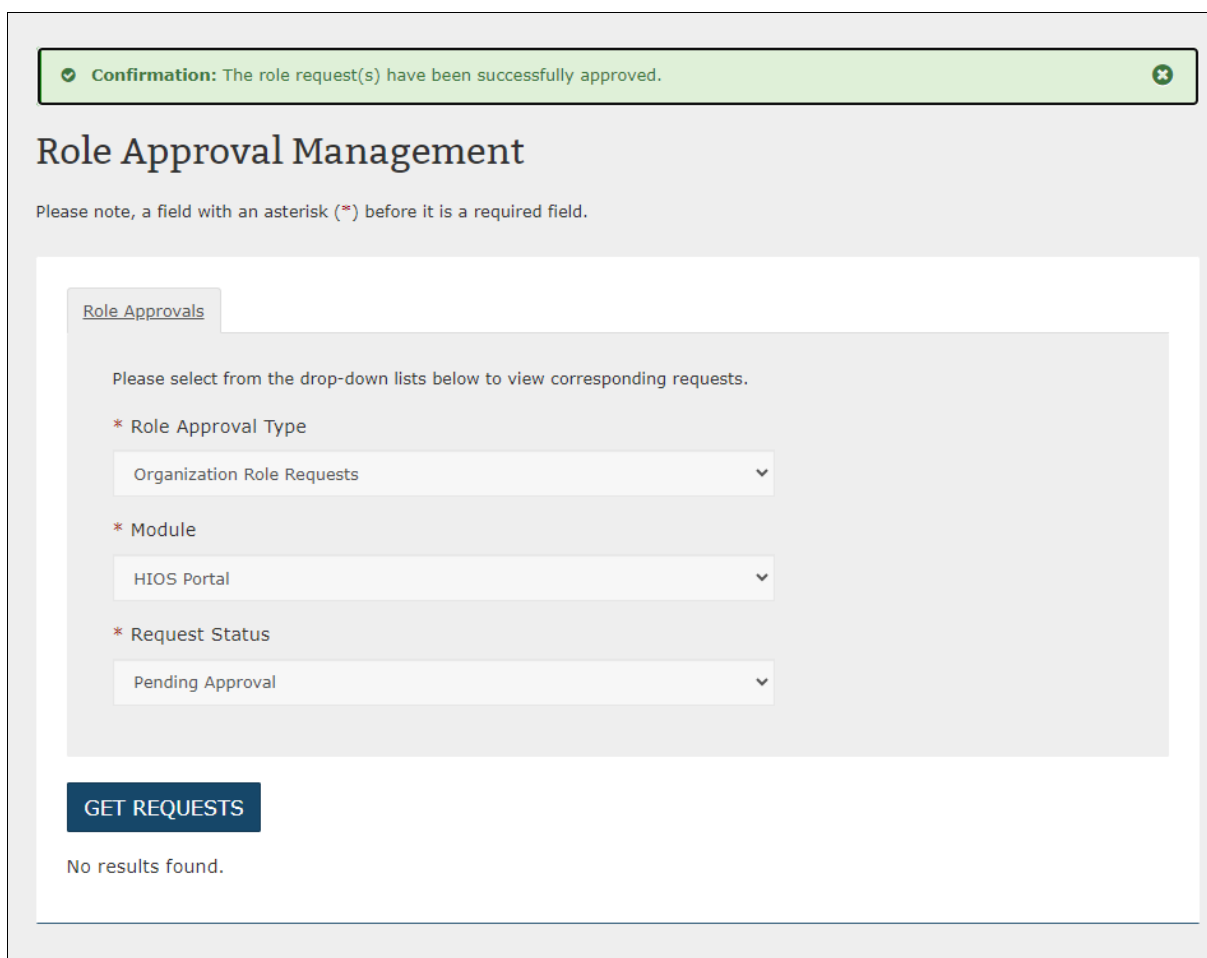 Confirmation: The role request(s) have been successfully approved.
Role Approval Management
Please note, a field with an asterisk (*) before it is a required field.
Role Approvals
Please select from the drop-down lists below to view corresponding requests.
* Role Approval Type
Organization Role Requests
* Module
HIOS Portal
* Request Status
Pending Approval
GET REQUESTS
No results found.